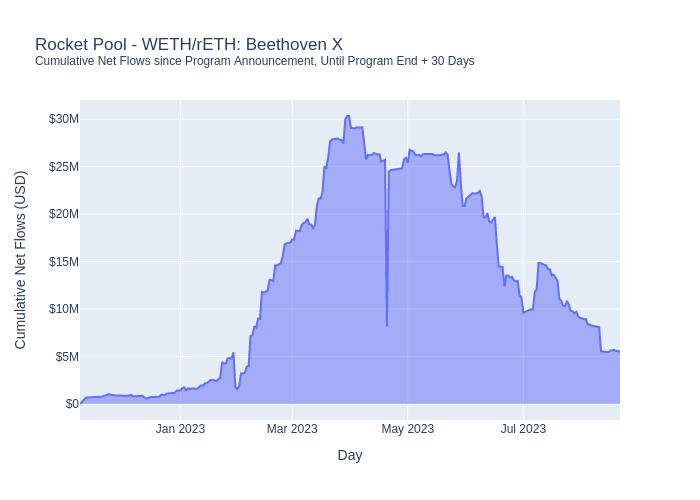 Rocket Pool - WETH/rETH: Beethoven X
Cumulative Net Flows since Program Announcement, Until Program End + 30 Days
Cumulative Net Flows (USD)
$30M
$25M
$20M
$15M
$10M
$5M
$0
Jan 2023
Mar 2023
May 2023
Jul 2023
Day